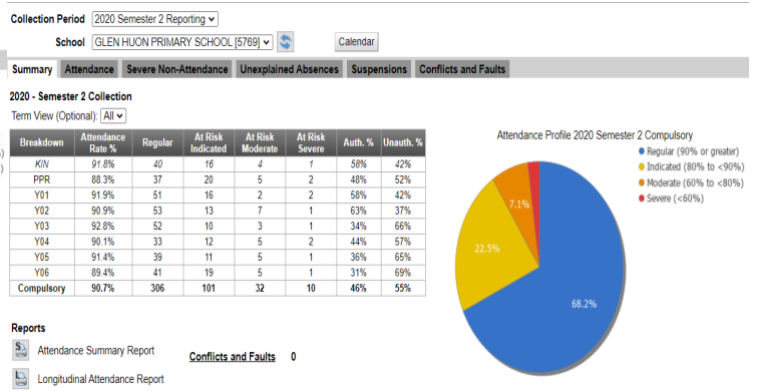 Collection Period 2020 Semester 2 Reporting
School GLEN HUON PRIMARY SCHOOL [5769] Calendar
Summary Attendance Severe Non-Attendance Unexplained Absences Suspensions Conflicts and Faults
2020 - Semester 2 Collection
Term View (Optional): All
Breakdown Attendance Rate % Regular At Risk Indicated At Risk Moderate At Risk Severe Auth. % Unauth. %
KIN 91.8% 40 16 4 1 58% 42%
PPR 88.3% 37 20 5 2 48% 52%
Y01 91.9% 51 16 2 2 58% 42%
Y02 90.9% 53 13 7 1 63% 37%
Y03 92.8% 52 10 3 1 34% 66%
Y04 90.1% 33 12 5 2 44% 57%
Y05 91.4% 39 11 5 1 36% 65%
Y06 89.4% 41 19 5 1 31% 69%
Compulsory 90.7% 306 101 32 10 46% 55%
Attendance Profile 2020 Semester 2 Compulsory
Regular (90% or greater)
Indicated (80% to <90%)
Moderate (60% to <80%)
Severe (<60%)
7.1%
22.5%
68.2%
Reports
Attendance Summary Report Conflicts and Faults 0
Longitudinal Attendance Report